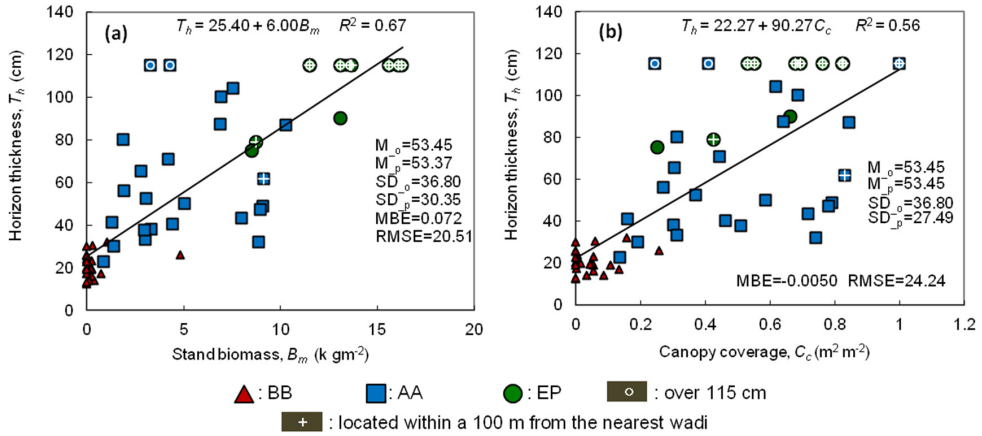 (a)
T_h = 25.40 + 6.00B_m R² = 0.67
Horizon thickness, T_h (cm)
140
120
100
80
60
40
20
0
M_o=53.45
M_p=53.37
SD_o=36.80
SD_p=30.35
MBE=0.072
RMSE=20.51
0 5 10 15 20
Stand biomass, B_m (k gm⁻²)
(b)
T_h = 22.27 + 90.27C_c R² = 0.56
Horizon thickness, T_h (cm)
140
120
100
80
60
40
20
0
M_o=53.45
M_p=53.45
SD_o=36.80
SD_p=27.49
MBE=-0.0050 RMSE=24.24
0 0.2 0.4 0.6 0.8 1 1.2
Canopy coverage, C_c (m² m⁻²)
: BB : AA : EP : over 115 cm
: located within a 100 m from the nearest wadi